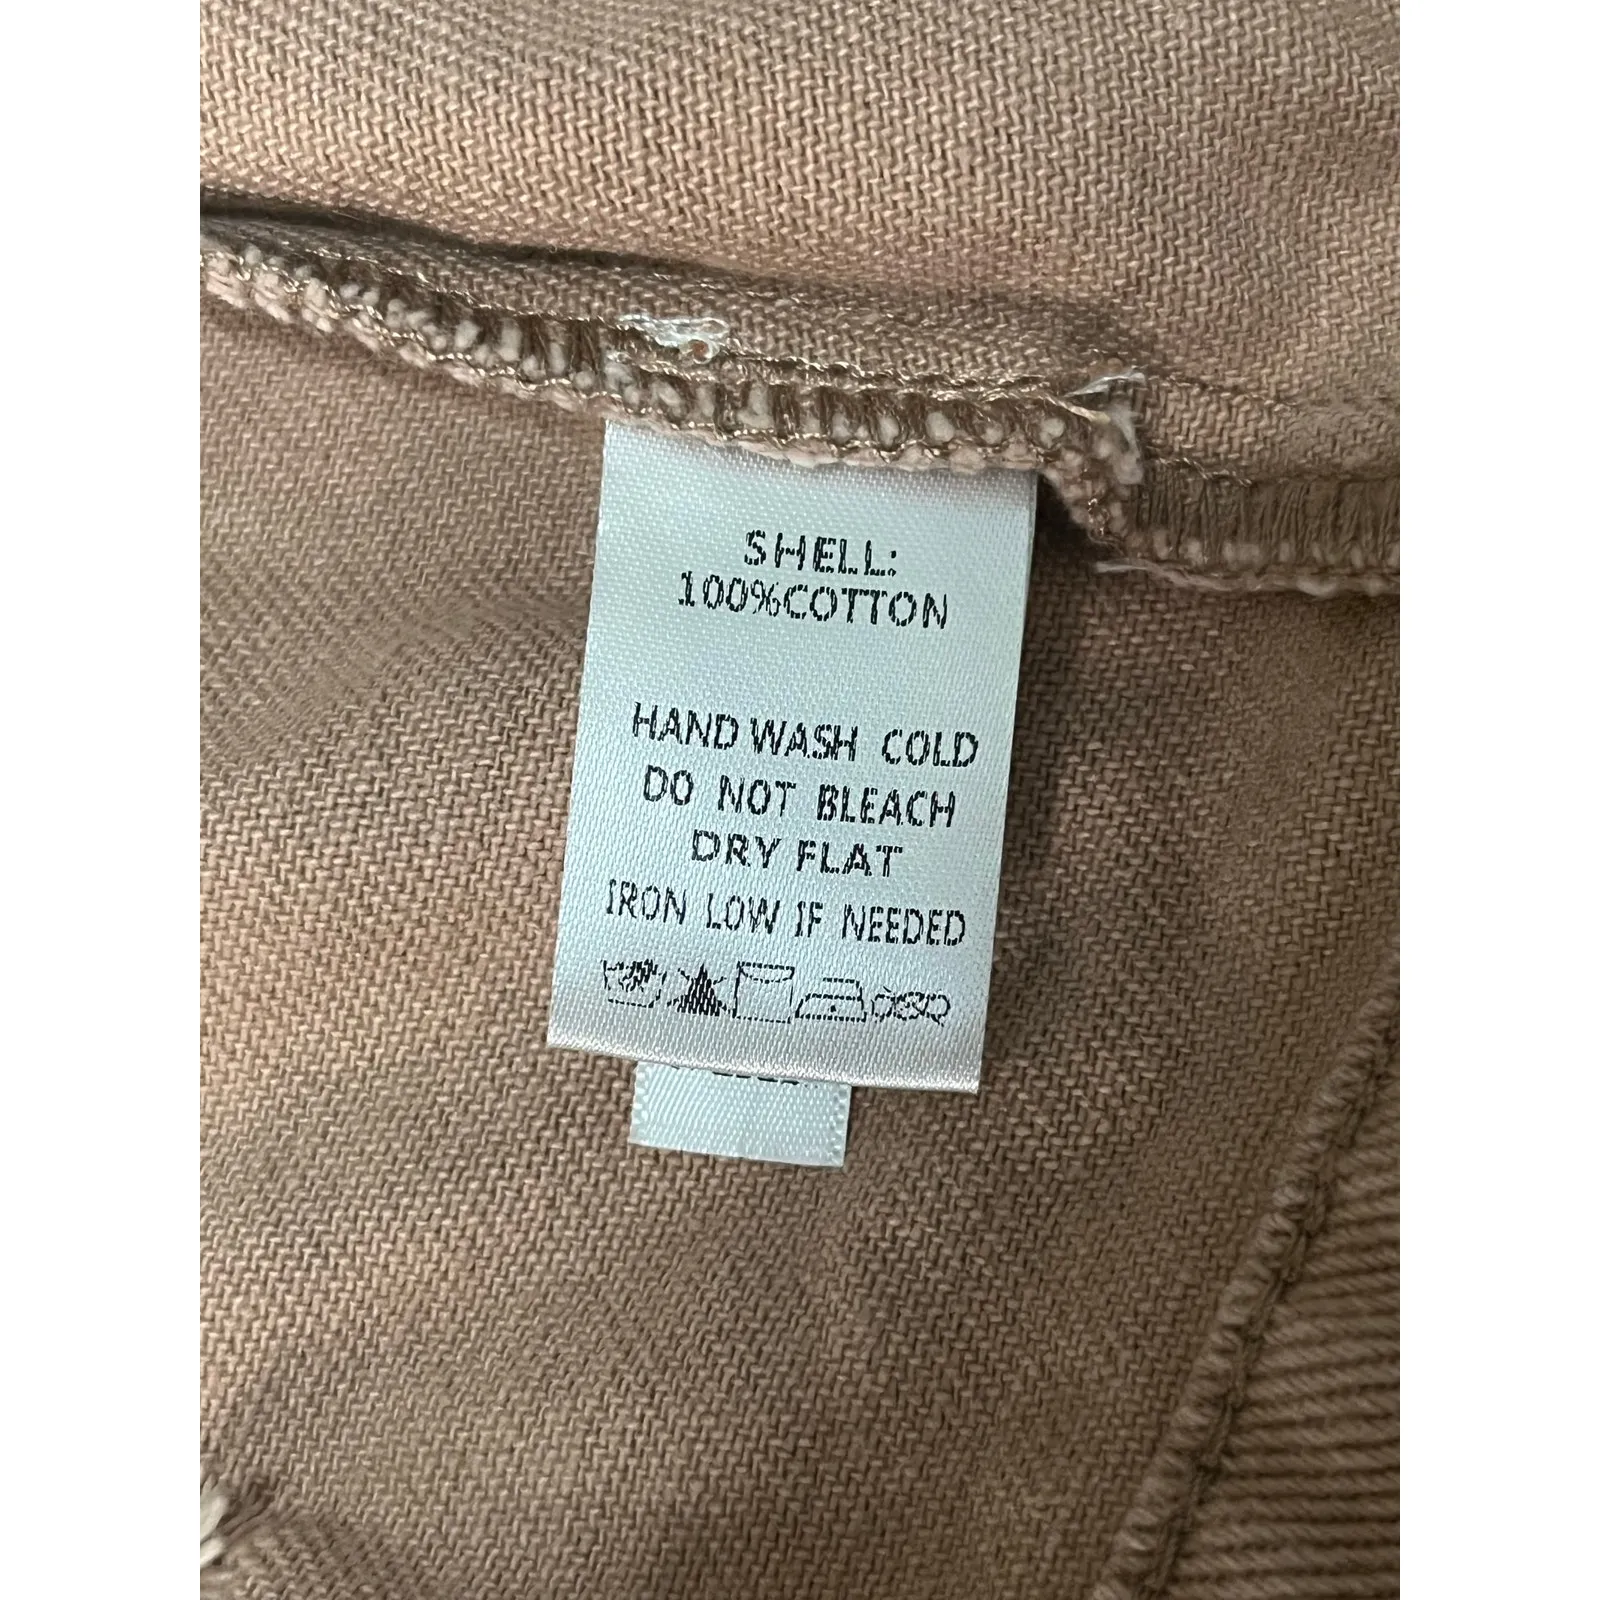 SHELL:
100%COTTON
HAND WASH COLD
DO NOT BLEACH
DRY FLAT
IRON LOW IF NEEDED